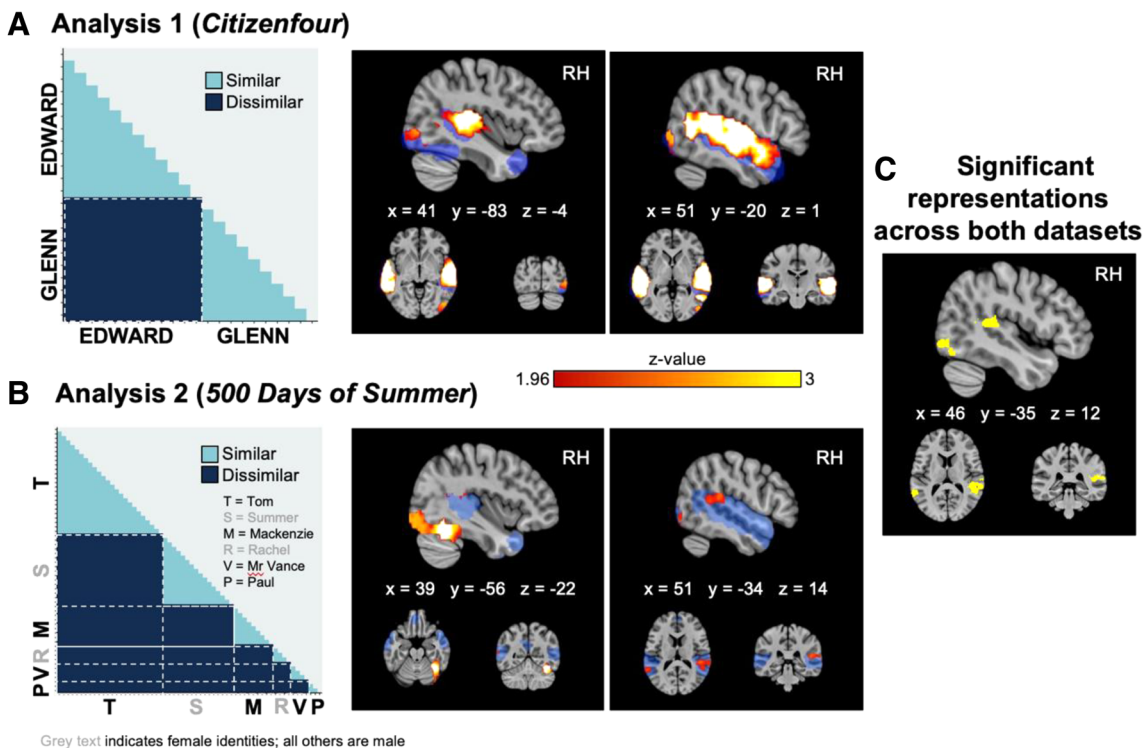 A Analysis 1 (Citizenfour)
EDWARD
GLENN
Similar
Dissimilar
EDWARD GLENN
RH
x = 41 y = -83 z = -4
RH
x = 51 y = -20 z = 1
z-value
1.96 3
B Analysis 2 (500 Days of Summer)
T
S
M
R
V
P
Similar
Dissimilar
T = Tom
S = Summer
M = Mackenzie
R = Rachel
V = Mr Vance
P = Paul
T S M R V P
Grey text indicates female identities; all others are male
RH
x = 39 y = -56 z = -22
RH
x = 51 y = -34 z = 14
C Significant
representations
across both datasets
RH
x = 46 y = -35 z = 12